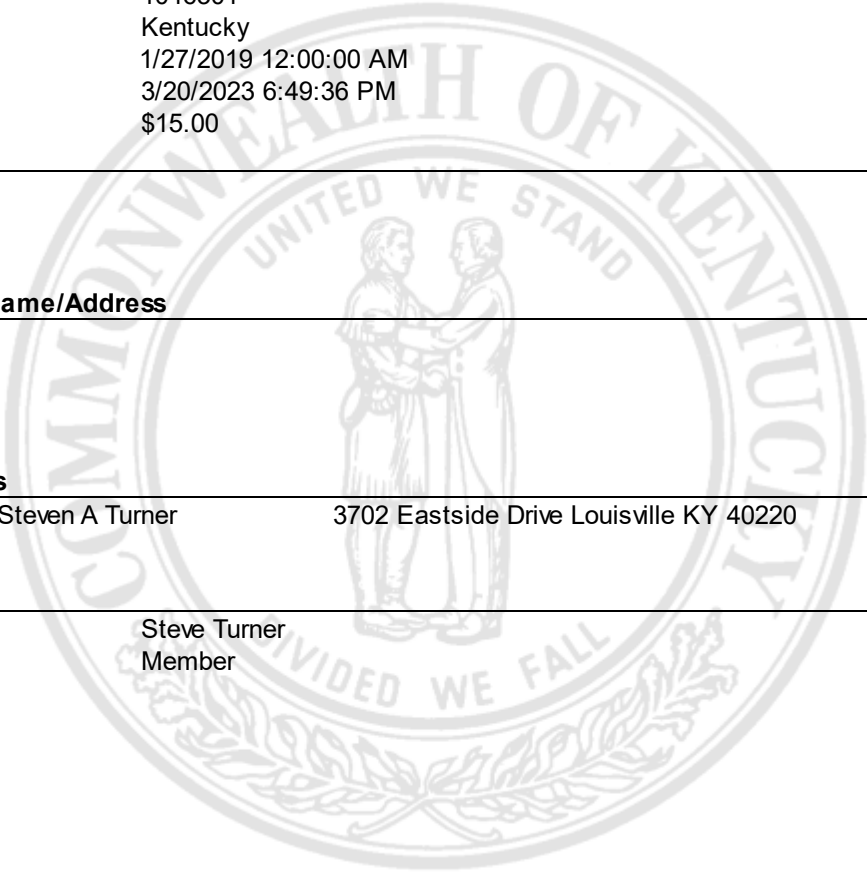 Kentucky
1/27/2019 12:00:00 AM
3/20/2023 6:49:36 PM
$15.00
COMMONWEALTH OF KENTUCKY
UNITED WE STAND
ame/Address
s
Steven A Turner 3702 Eastside Drive Louisville KY 40220
Steve Turner
Member
DIVIDED WE FALL